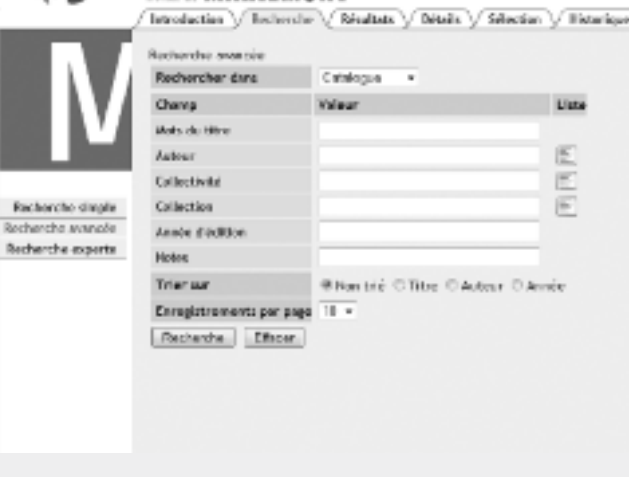 Introduction Recherche Résultats Détails Sélection Historique
M
Recherche avancée
Rechercher dans Catalogue
Champ Valeur Liste
Mots du titre
Auteur
Collectivité
Collection
Année d'édition
Notes
Trier sur Non trié Titre Auteur Année
Enregistrements par page 10
Recherche Effacer
Recherche simple
Recherche avancée
Recherche experte